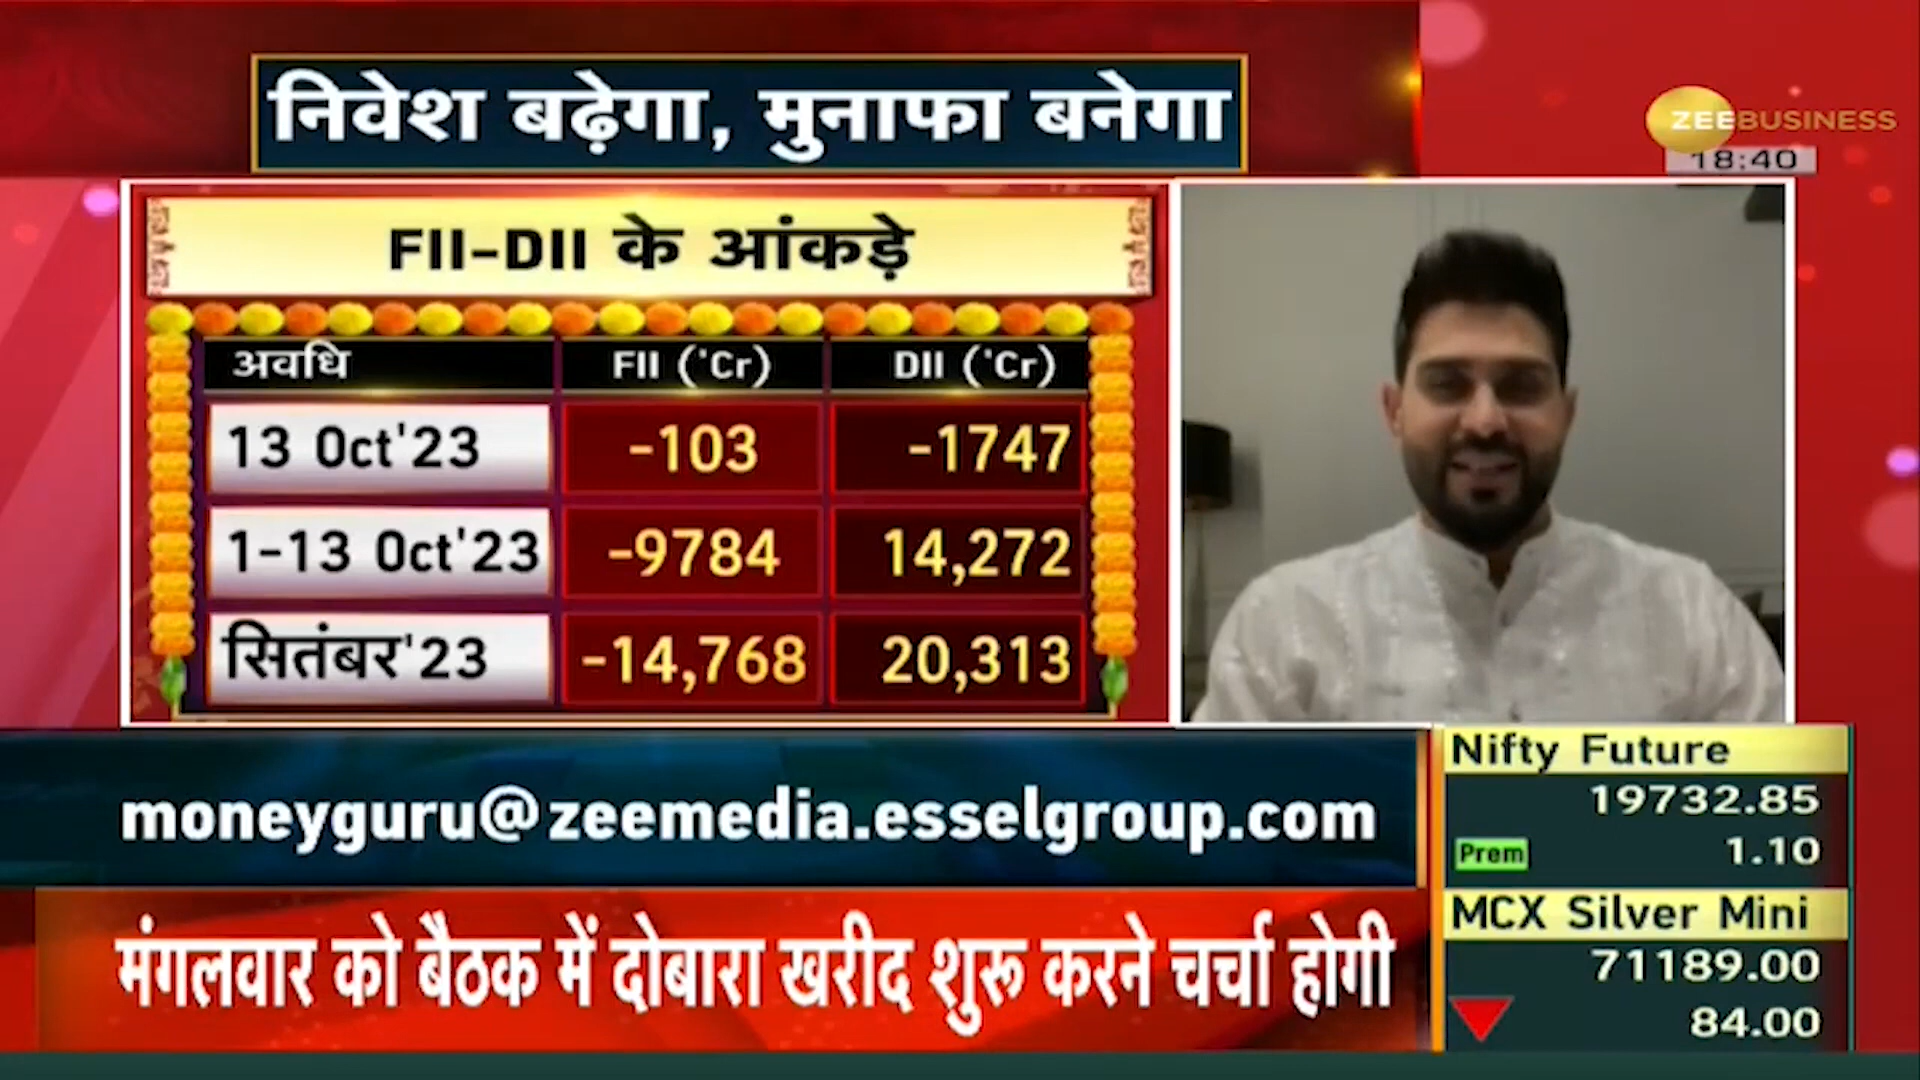 निवेश बढ़ेगा, मुनाफा बनेगा
ZEEBUSINESS
18:40
FII-DII के आंकड़े
अवधि FII ('Cr) DII ('Cr)
13 Oct'23 -103 -1747
1-13 Oct'23 -9784 14,272
सितंबर'23 -14,768 20,313
moneyguru@zeemedia.esselgroup.com
मंगलवार को बैठक में दोबारा खरीद शुरू करने चर्चा होगी
Nifty Future
19732.85
Prem 1.10
MCX Silver Mini
71189.00
84.00